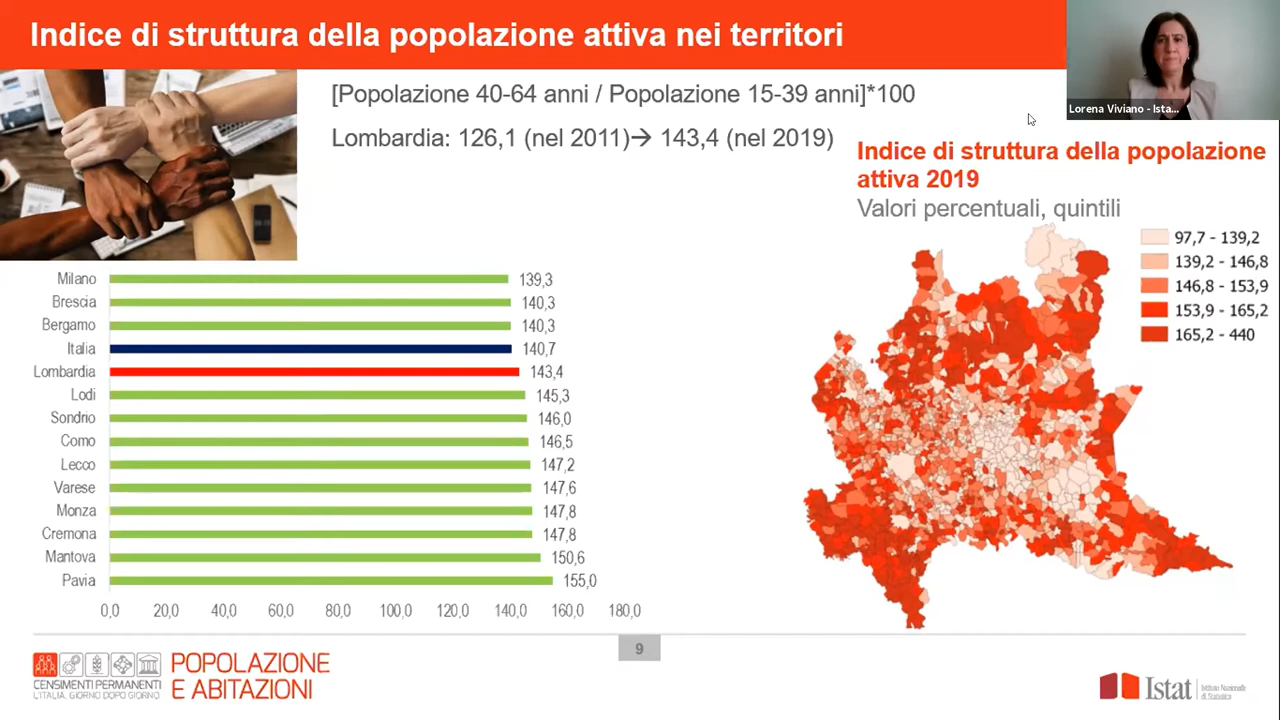 Indice di struttura della popolazione attiva nei territori
Lorena Viviano - Ista...
[Popolazione 40-64 anni / Popolazione 15-39 anni]*100
Lombardia: 126,1 (nel 2011)→ 143,4 (nel 2019)
Indice di struttura della popolazione
attiva 2019
Valori percentuali, quintili
97,7 - 139,2
139,2 - 146,8
146,8 - 153,9
153,9 - 165,2
165,2 - 440
Milano 139,3
Brescia 140,3
Bergamo 140,3
Italia 140,7
Lombardia 143,4
Lodi 145,3
Sondrio 146,0
Como 146,5
Lecco 147,2
Varese 147,6
Monza 147,8
Cremona 147,8
Mantova 150,6
Pavia 155,0
0,0 20,0 40,0 60,0 80,0 100,0 120,0 140,0 160,0 180,0
9
CENSIMENTI PERMANENTI
L'ITALIA, GIORNO DOPO GIORNO
POPOLAZIONE
E ABITAZIONI
Istat
Istituto Nazionale
di Statistica